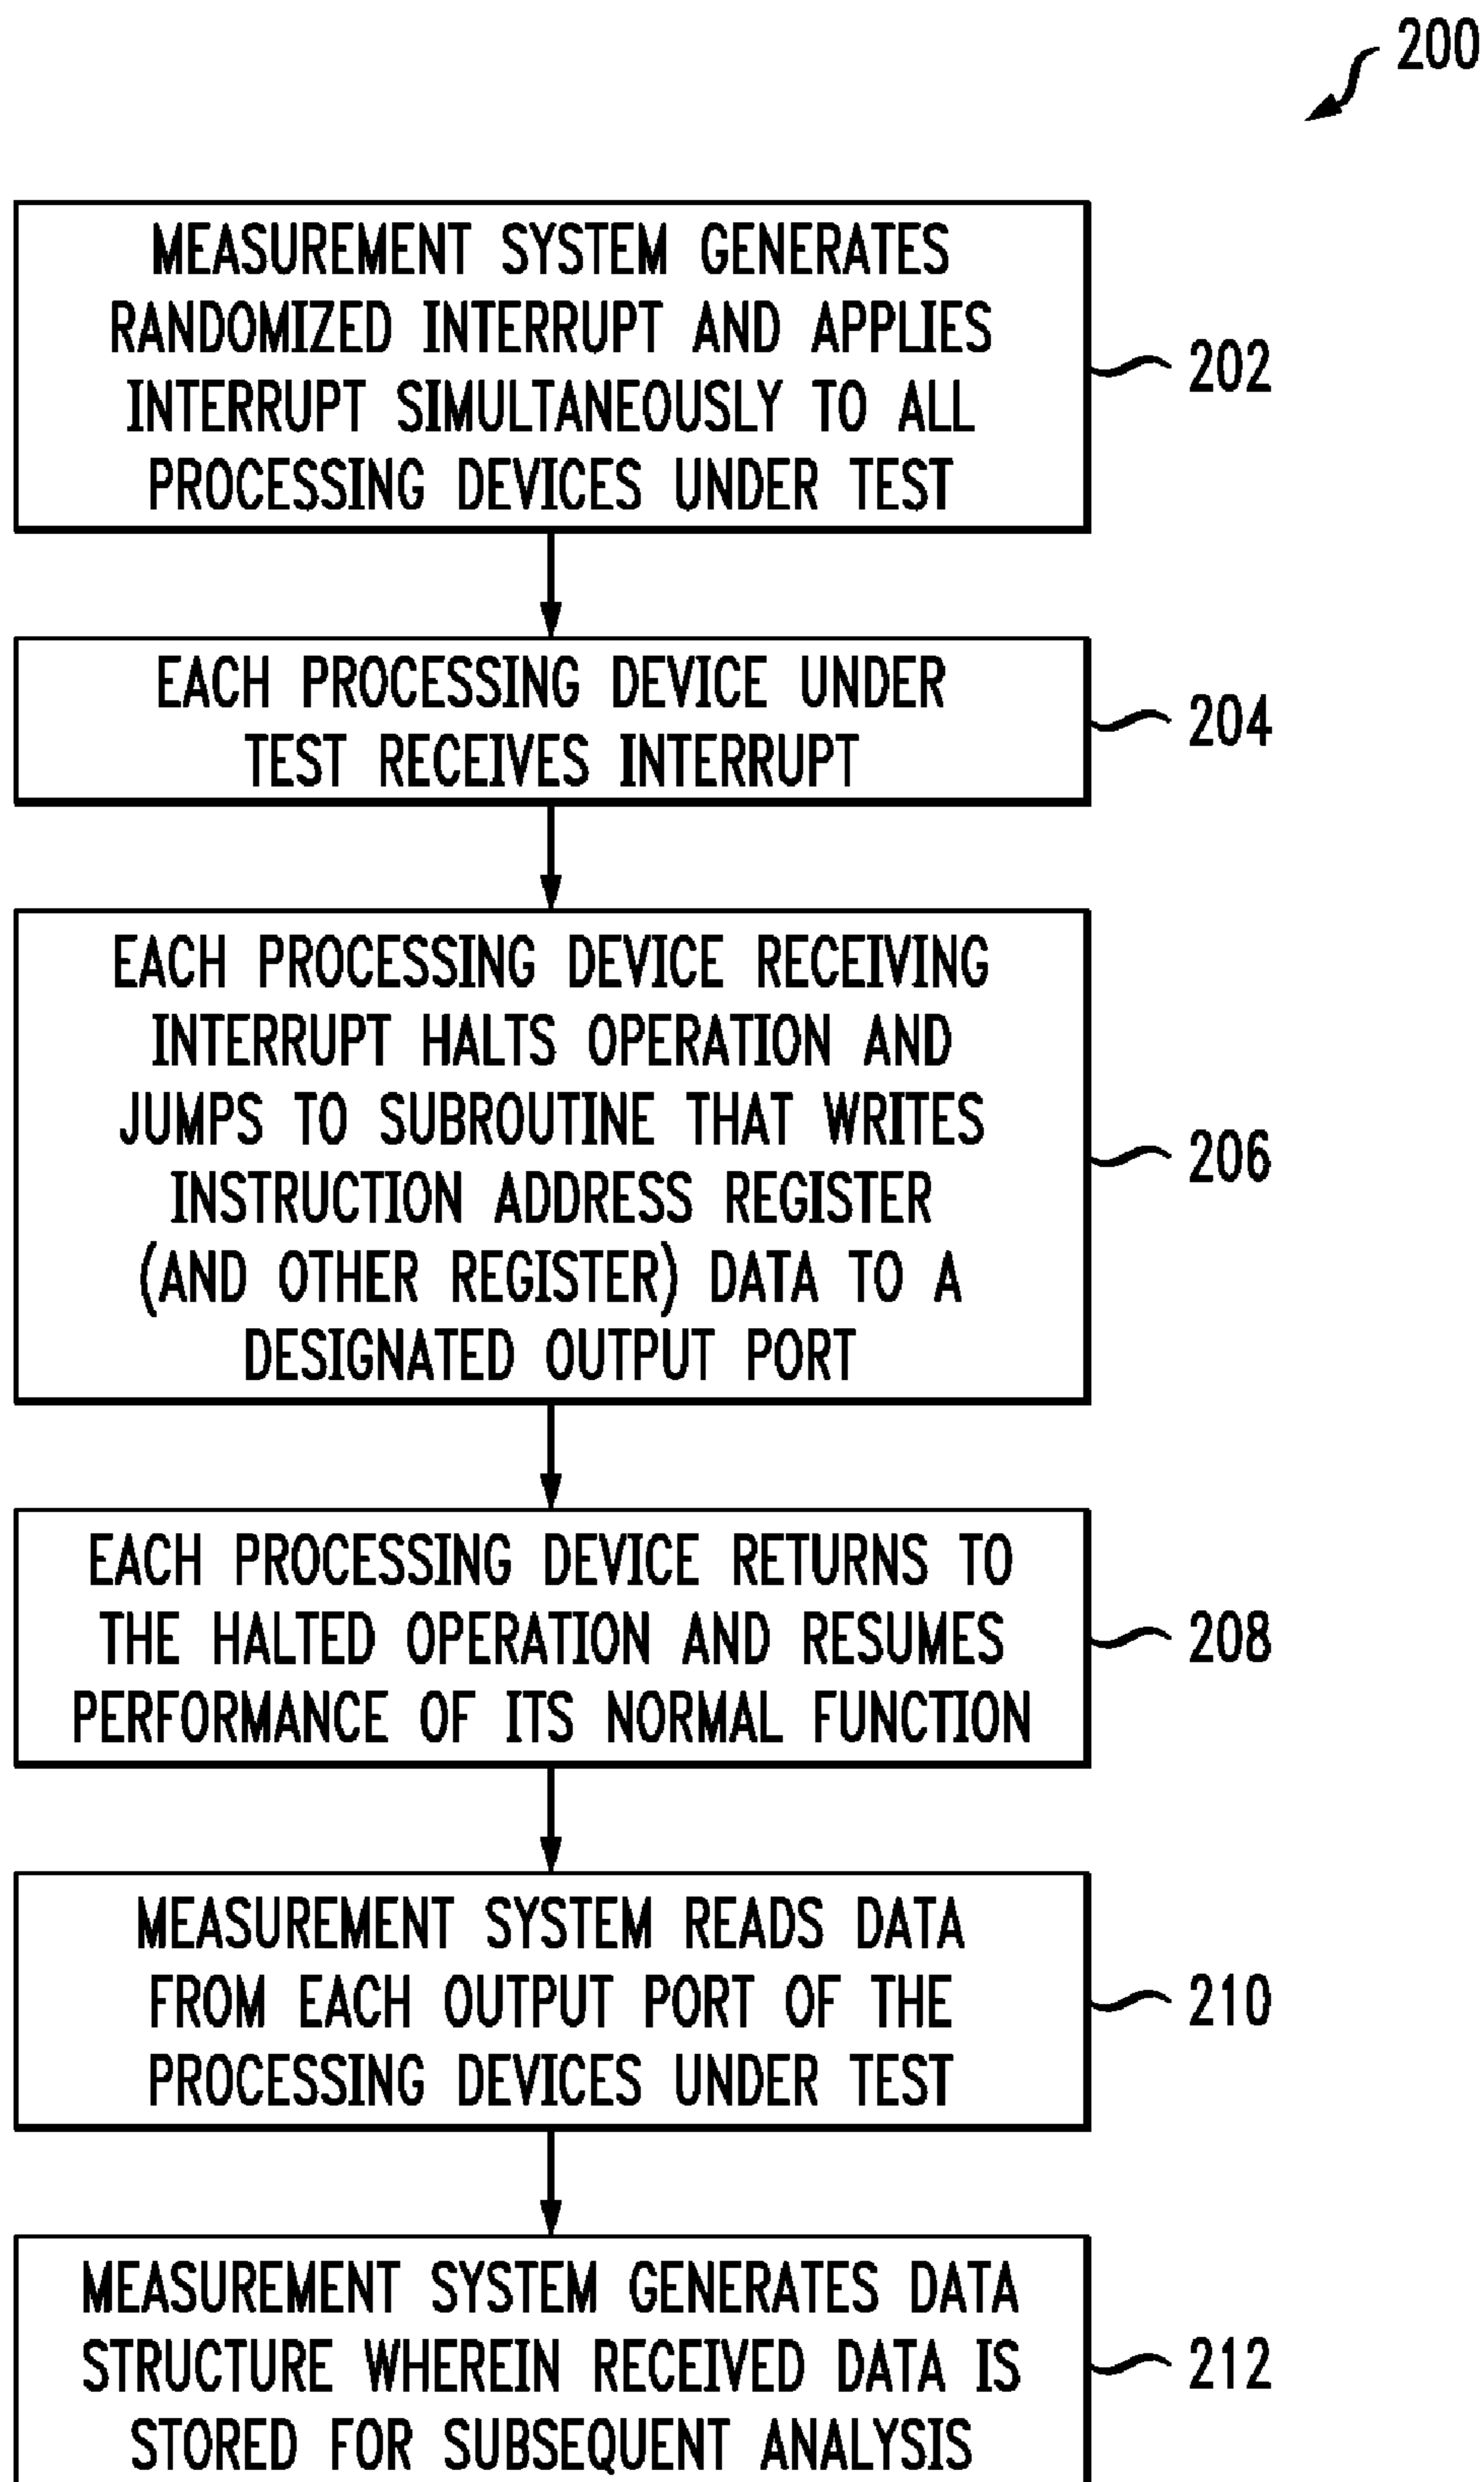 200
MEASUREMENT SYSTEM GENERATES
RANDOMIZED INTERRUPT AND APPLIES
INTERRUPT SIMULTANEOUSLY TO ALL
PROCESSING DEVICES UNDER TEST
202
EACH PROCESSING DEVICE UNDER
TEST RECEIVES INTERRUPT
204
EACH PROCESSING DEVICE RECEIVING
INTERRUPT HALTS OPERATION AND
JUMPS TO SUBROUTINE THAT WRITES
INSTRUCTION ADDRESS REGISTER
(AND OTHER REGISTER) DATA TO A
DESIGNATED OUTPUT PORT
206
EACH PROCESSING DEVICE RETURNS TO
THE HALTED OPERATION AND RESUMES
PERFORMANCE OF ITS NORMAL FUNCTION
208
MEASUREMENT SYSTEM READS DATA
FROM EACH OUTPUT PORT OF THE
PROCESSING DEVICES UNDER TEST
210
MEASUREMENT SYSTEM GENERATES DATA
STRUCTURE WHEREIN RECEIVED DATA IS
STORED FOR SUBSEQUENT ANALYSIS
212